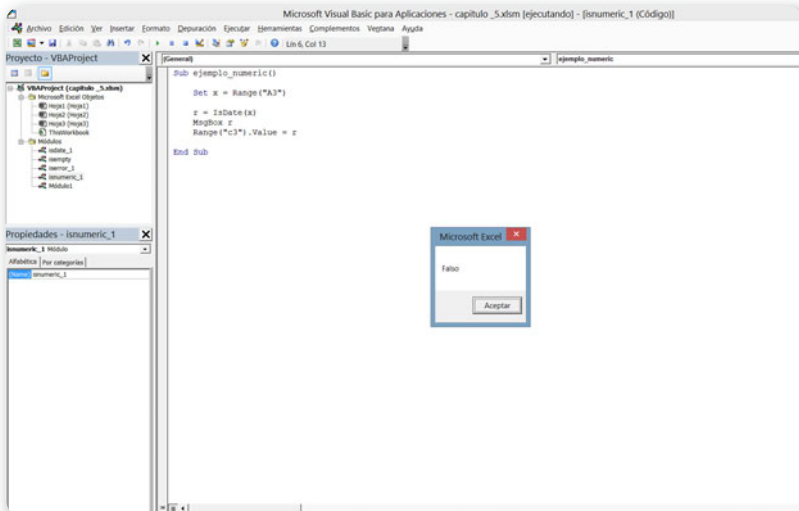 Microsoft Visual Basic para Aplicaciones - capitulo _5.xlsm [ejecutando] - [isnumeric_1 (Código)]
Archivo Edición Ver Insertar Formato Depuración Ejecutar Herramientas Complementos Ventana Ayuda
Lín 6, Col 13
Proyecto - VBAProject
VBAProject (capitulo _5.xlsm)
Microsoft Excel Objetos
Hoja1 (Hoja1)
Hoja2 (Hoja2)
Hoja3 (Hoja3)
ThisWorkbook
Módulos
isdate_1
isempty
iserror_1
isnumeric_1
Módulo1
Propiedades - isnumeric_1
isnumeric_1 Módulo
Alfabética Por categorías
(Name) isnumeric_1
(General)
ejemplo_numeric
Sub ejemplo_numeric()
Set x = Range("A3")
r = IsDate(x)
MsgBox r
Range("c3").Value = r
End Sub
Microsoft Excel
Falso
Aceptar